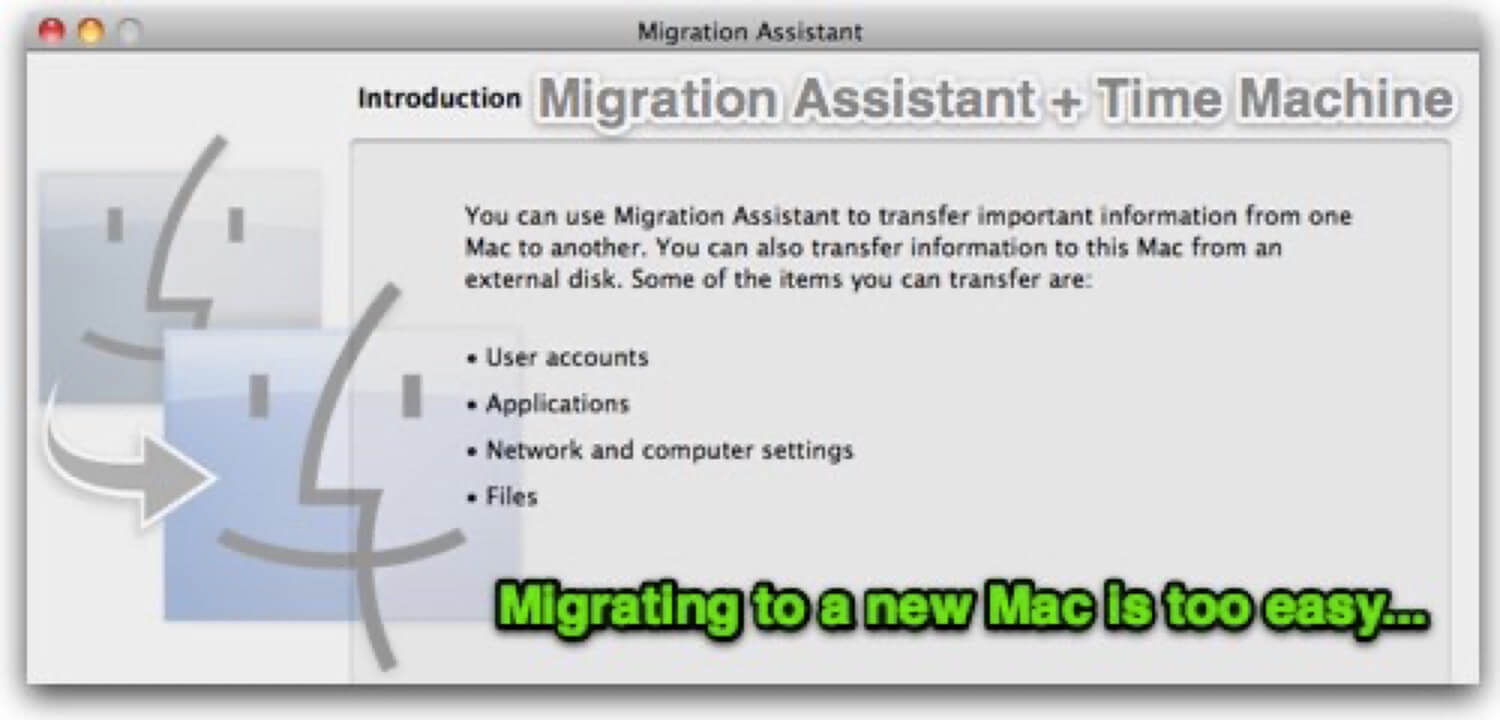 Migration Assistant
Introduction Migration Assistant + Time Machine
You can use Migration Assistant to transfer important information from one
Mac to another. You can also transfer information to this Mac from an
external disk. Some of the items you can transfer are:
• User accounts
• Applications
• Network and computer settings
• Files
Migrating to a new Mac is too easy...